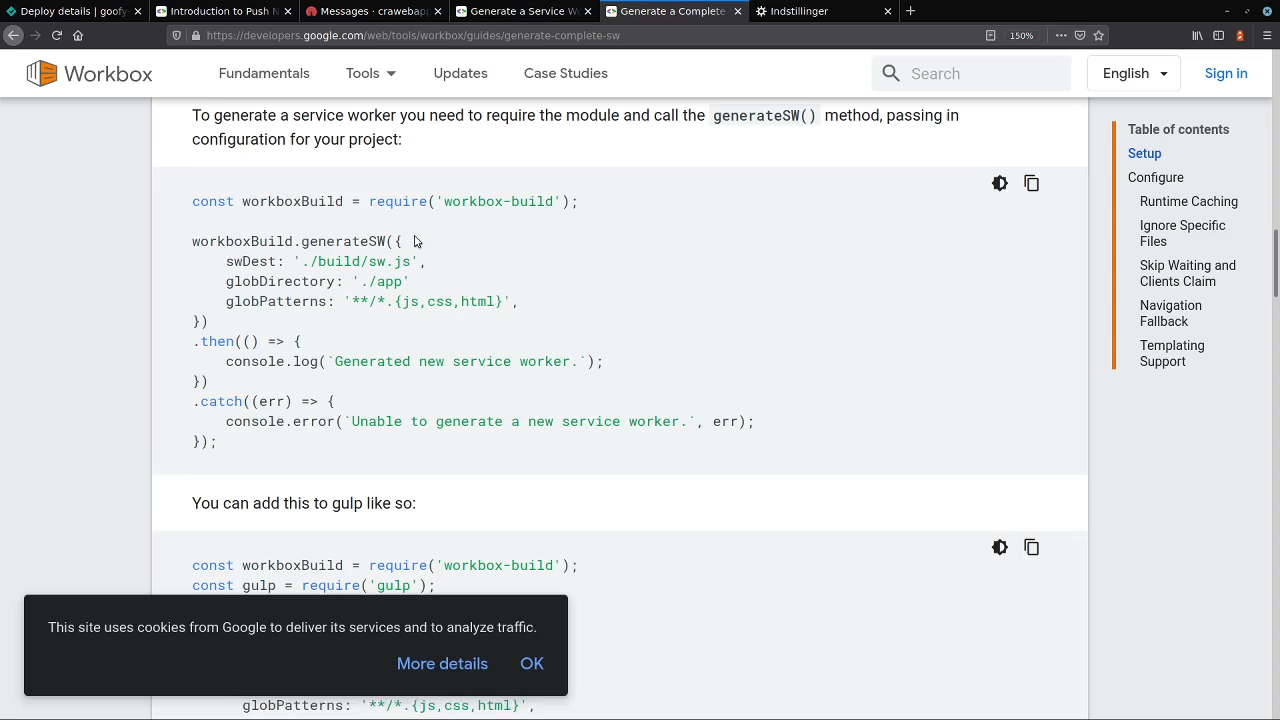 Deploy details | goofy-
Introduction to Push N
Messages · crawebapp
Generate a Service Wo
Generate a Complete
Indstillinger
https://developers.google.com/web/tools/workbox/guides/generate-complete-sw
150%
Workbox
Fundamentals
Tools
Updates
Case Studies
Search
English
Sign in
To generate a service worker you need to require the module and call the generateSW() method, passing in
configuration for your project:
const workboxBuild = require('workbox-build');
workboxBuild.generateSW({
swDest: './build/sw.js',
globDirectory: './app'
globPatterns: '**/*.{js,css,html}',
})
.then(() => {
console.log(`Generated new service worker.`);
})
.catch((err) => {
console.error(`Unable to generate a new service worker.`, err);
});
You can add this to gulp like so:
const workboxBuild = require('workbox-build');
const gulp = require('gulp');
globPatterns: '**/*.{js,css,html}',
This site uses cookies from Google to deliver its services and to analyze traffic.
More details
OK
Table of contents
Setup
Configure
Runtime Caching
Ignore Specific
Files
Skip Waiting and
Clients Claim
Navigation
Fallback
Templating
Support